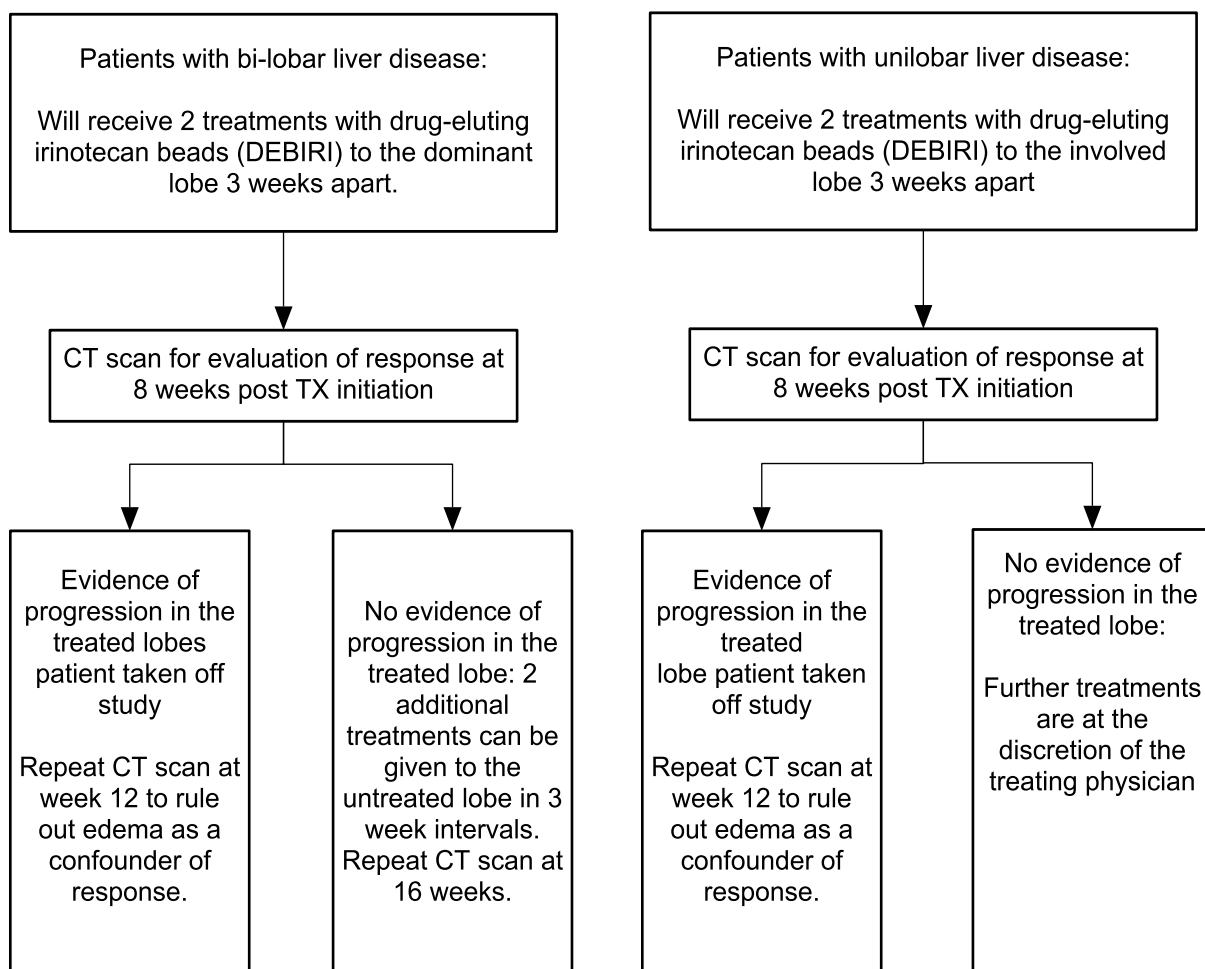 Patients with bi-lobar liver disease:
Will receive 2 treatments with drug-eluting
irinotecan beads (DEBIRI) to the dominant
lobe 3 weeks apart.
Patients with unilobar liver disease:
Will receive 2 treatments with drug-eluting
irinotecan beads (DEBIRI) to the involved
lobe 3 weeks apart
CT scan for evaluation of response at
8 weeks post TX initiation
CT scan for evaluation of response at
8 weeks post TX initiation
Evidence of
progression in the
treated lobes
patient taken off
study
Repeat CT scan at
week 12 to rule
out edema as a
confounder of
response.
No evidence of
progression in the
treated lobe: 2
additional
treatments can be
given to the
untreated lobe in 3
week intervals.
Repeat CT scan at
16 weeks.
Evidence of
progression in the
treated
lobe patient taken
off study
Repeat CT scan at
week 12 to rule
out edema as a
confounder of
response.
No evidence of
progression in the
treated lobe:
Further treatments
are at the
discretion of the
treating physician